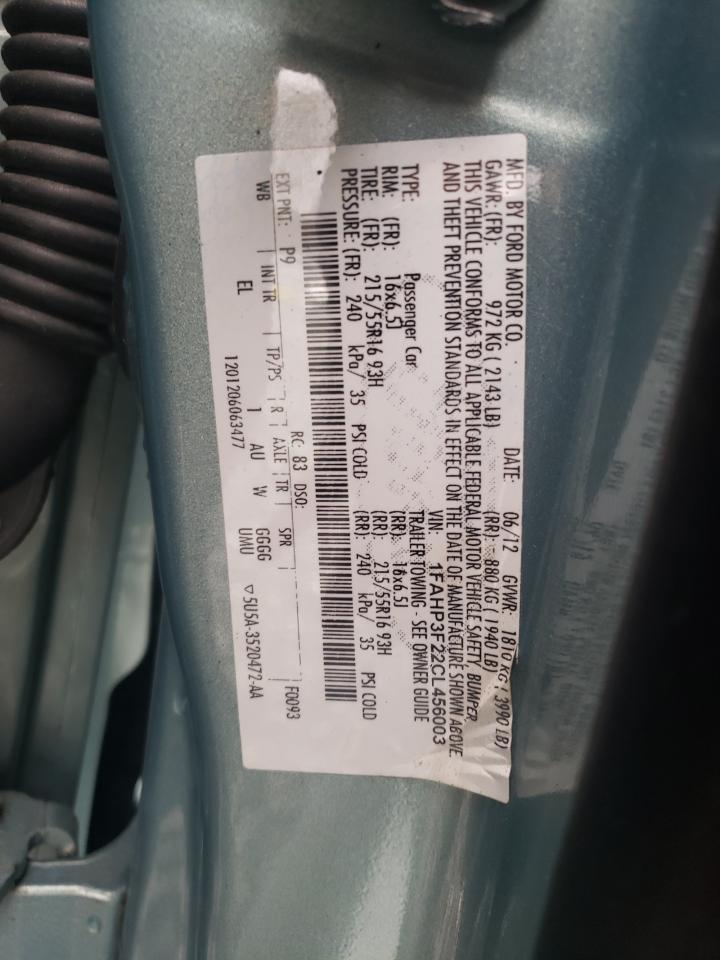 MFD. BY FORD MOTOR CO.
DATE: 06/12 GVWR: 1810 KG ( 3990 LB)
GAWR: (FR): 972 KG ( 2143 LB) (RR): 880 KG ( 1940 LB)
THIS VEHICLE CONFORMS TO ALL APPLICABLE FEDERAL MOTOR VEHICLE SAFETY, BUMPER,
AND THEFT PREVENTION STANDARDS IN EFFECT ON THE DATE OF MANUFACTURE SHOWN ABOVE.
VIN: 1FAHP3F22CL456003
TYPE: Passenger Car TRAILER TOWING - SEE OWNER GUIDE
RIM: (FR): 16x6.5J (RR): 16x6.5J
TIRE: (FR): 215/55R16 93H (RR): 215/55R16 93H
PRESSURE: (FR): 240 kPa/ 35 PSI COLD (RR): 240 kPa/ 35 PSI COLD
RC: 83 DSO: F0093
EXT PNT: P9
INT TR TP/PS R AXLE TR SPR
WB EL 1 AU W GGGG
UMU
1201206063477 ▽ 5U5A-3520472-AA